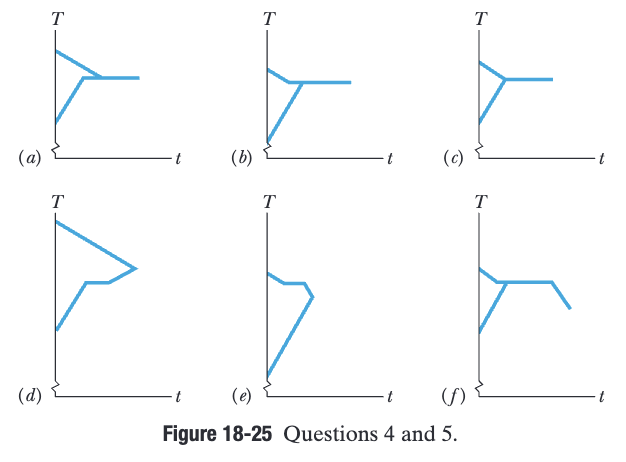 T T T
(a) t (b) t (c) t
T T T
(d) t (e) t (f) t
Figure 18-25 Questions 4 and 5.